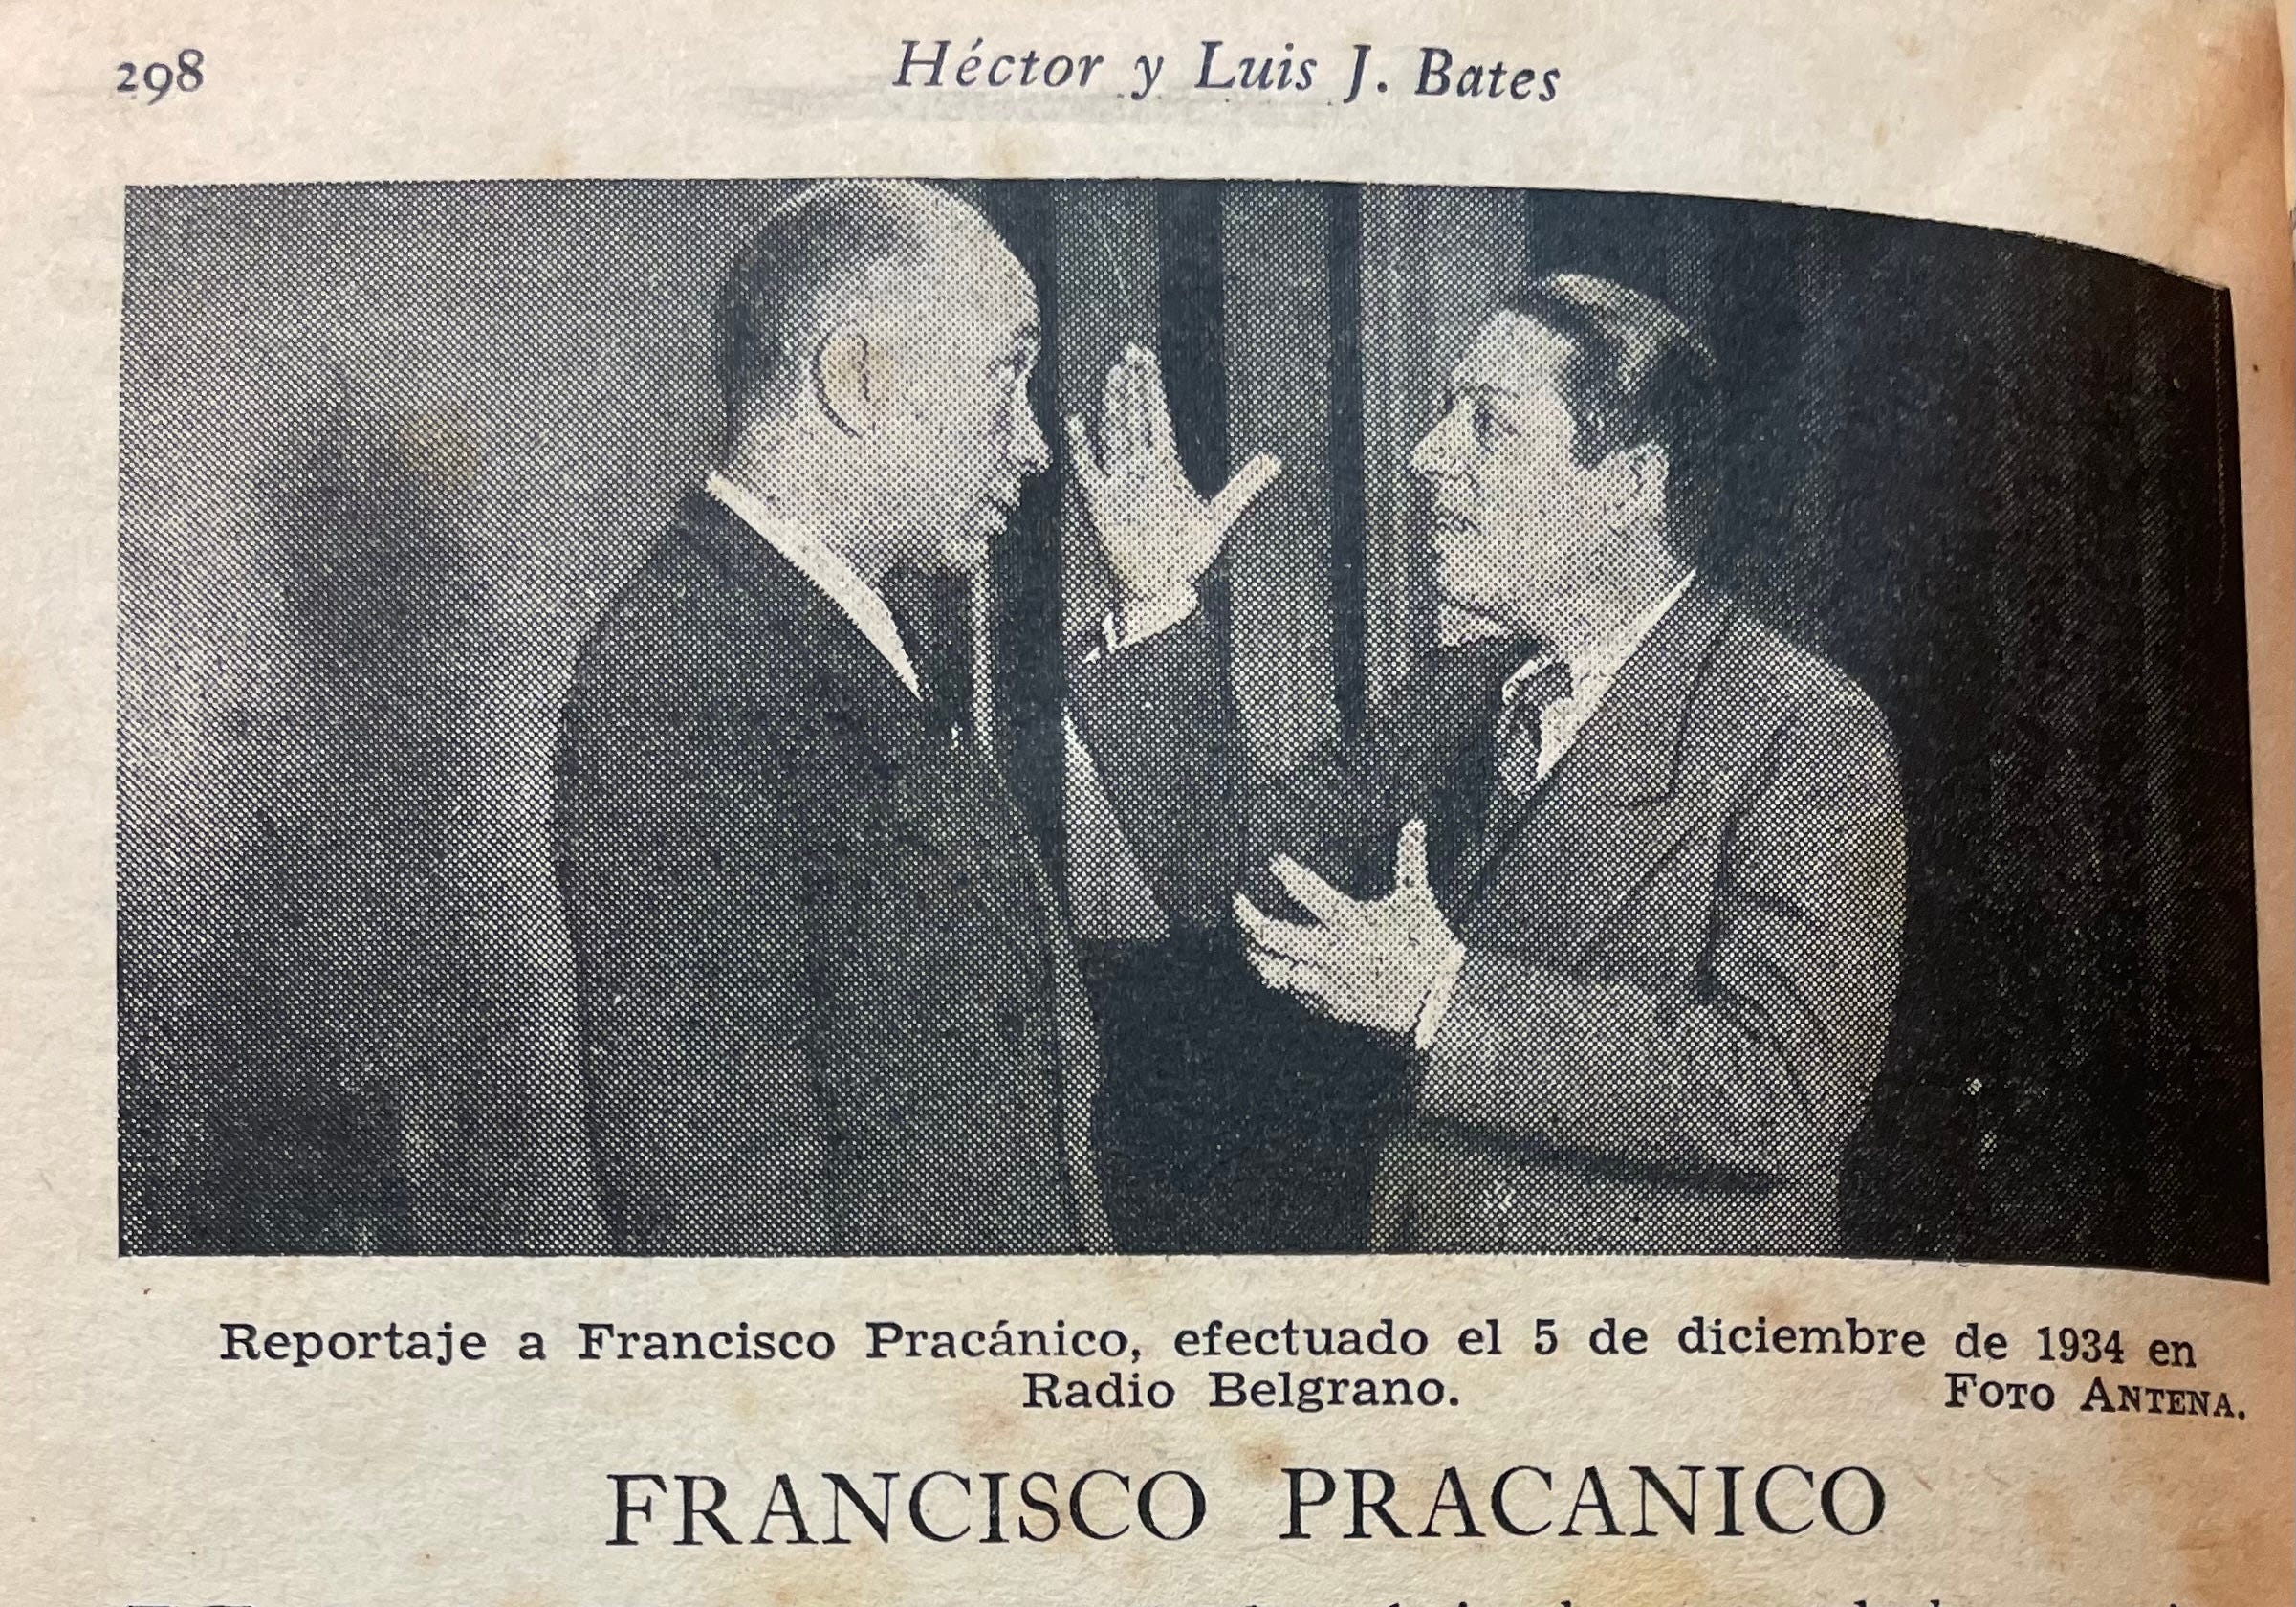 298
Héctor y Luis J. Bates
Reportaje a Francisco Pracánico, efectuado el 5 de diciembre de 1934 en
Radio Belgrano.
FOTO ANTENA.
FRANCISCO PRACANICO